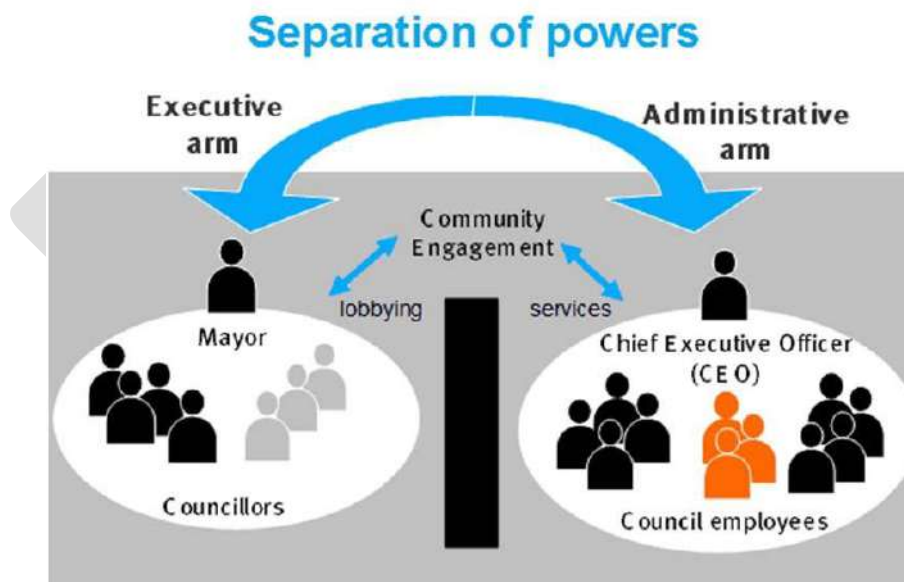 Separation of powers
Executive
arm
Administrative
arm
Community
Engagement
lobbying
services
Mayor
Chief Executive Officer
(CEO)
Councillors
Council employees